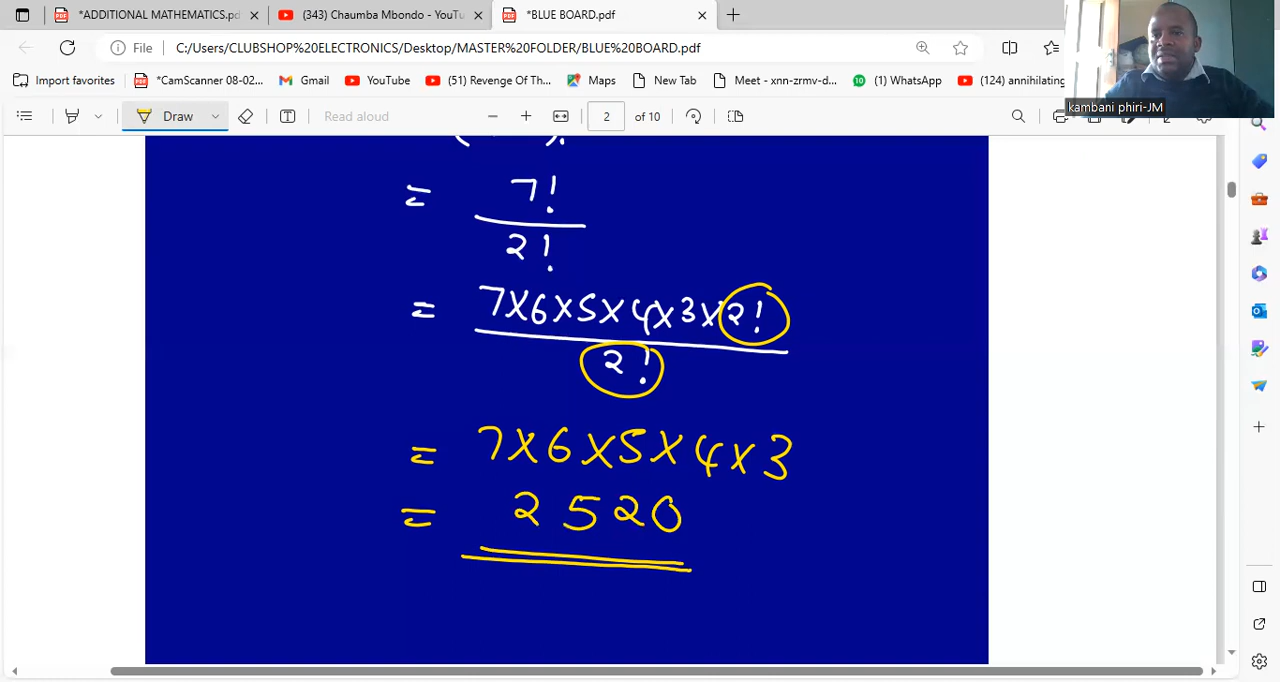 *ADDITIONAL MATHEMATICS.pd
(343) Chaumba Mbondo - YouTu
*BLUE BOARD.pdf
File C:/Users/CLUBSHOP%20ELECTRONICS/Desktop/MASTER%20FOLDER/BLUE%20BOARD.pdf
Import favorites *CamScanner 08-02... Gmail YouTube (51) Revenge Of Th... Maps New Tab Meet - xnn-zrmv-d... 10 (1) WhatsApp (124) annihilating
kambani phiri-JM
Draw Read aloud 2 of 10
= 7!
2!
= 7×6×5×4×3×2!
2!
= 7×6×5×4×3
= 2520